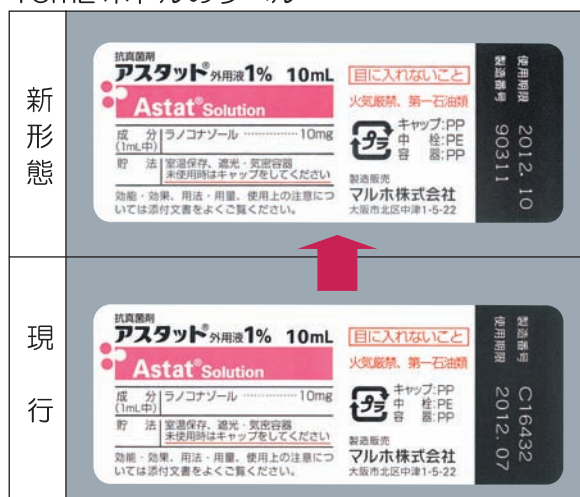 10mLボトルのラベル
新形態
抗真菌剤
アスタット®外用液1% 10mL
Astat®Solution
成 分(1mL中) ラノコナゾール ……………10mg
貯 法 室温保存、遮光・気密容器
未使用時はキャップをしてください
効能・効果、用法・用量、使用上の注意につ
いては添付文書をよくご覧ください。
目に入れないこと
火気厳禁、第一石油類
プラ
キャップ:PP
中 栓:PE
容 器:PP
製造販売
マルホ株式会社
大阪市北区中津1-5-22
使用期限 2012.10
製造番号 90311
現行
抗真菌剤
アスタット®外用液1% 10mL
Astat®Solution
成 分(1mL中) ラノコナゾール ……………10mg
貯 法 室温保存、遮光・気密容器
未使用時はキャップをしてください
効能・効果、用法・用量、使用上の注意につ
いては添付文書をよくご覧ください。
目に入れないこと
火気厳禁、第一石油類
プラ
キャップ:PP
中 栓:PE
容 器:PP
製造販売
マルホ株式会社
大阪市北区中津1-5-22
製造番号 C16432
使用期限 2012.07